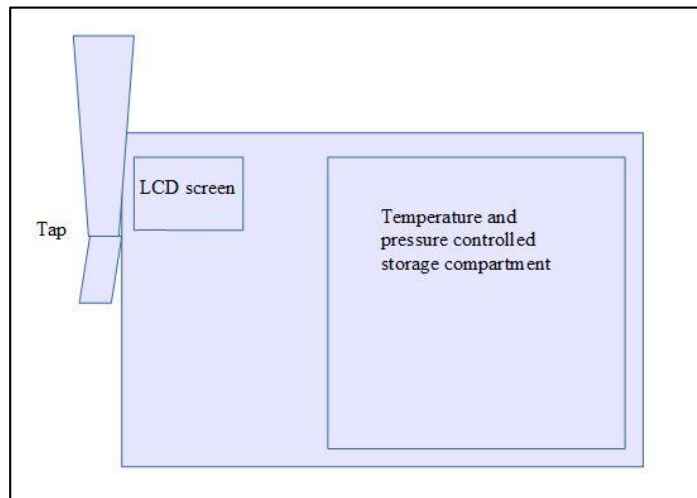 LCD screen
Tap
Temperature and
pressure controlled
storage compartment